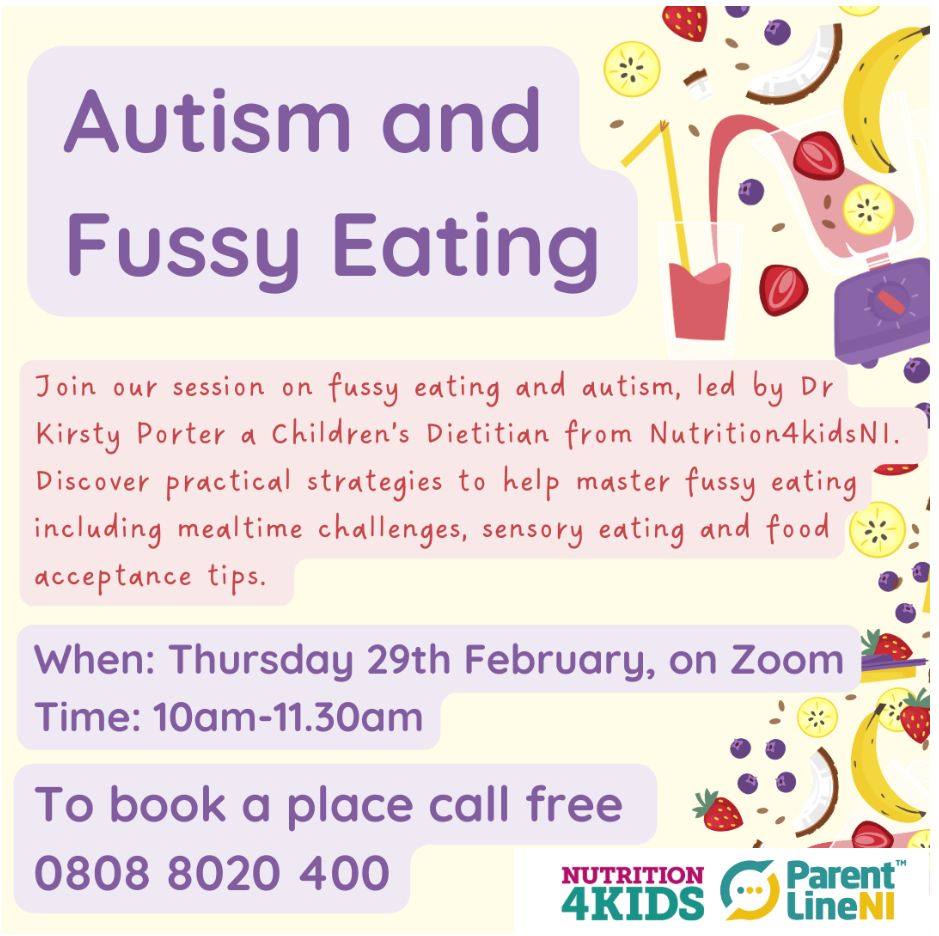 Autism and
Fussy Eating
Join our session on fussy eating and autism, led by Dr
Kirsty Porter a Children's Dietitian from Nutrition4kidsNI.
Discover practical strategies to help master fussy eating
including mealtime challenges, sensory eating and food
acceptance tips.
When: Thursday 29th February, on Zoom
Time: 10am-11.30am
To book a place call free
0808 8020 400
NUTRITION
4KIDS
Parent™
LineNI